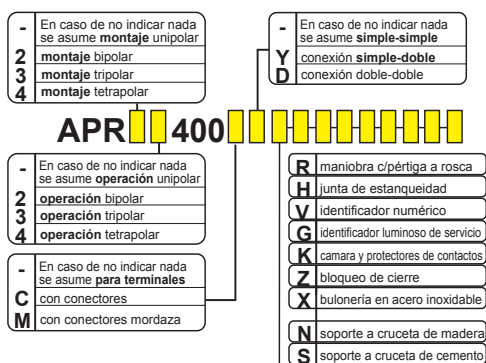 - En caso de no indicar nada
se asume montaje unipolar
2 montaje bipolar
3 montaje tripolar
4 montaje tetrapolar
- En caso de no indicar nada
se asume simple-simple
Y conexión simple-doble
D conexión doble-doble
APR 400
- En caso de no indicar nada
se asume operación unipolar
2 operación bipolar
3 operación tripolar
4 operación tetrapolar
- En caso de no indicar nada
se asume para terminales
C con conectores
M con conectores mordaza
R maniobra c/pértiga a rosca
H junta de estanqueidad
V identificador numérico
G identificador luminoso de servicio
K camara y protectores de contactos
Z bloqueo de cierre
X bulonería en acero inoxidable
N soporte a cruceta de madera
S soporte a cruceta de cemento